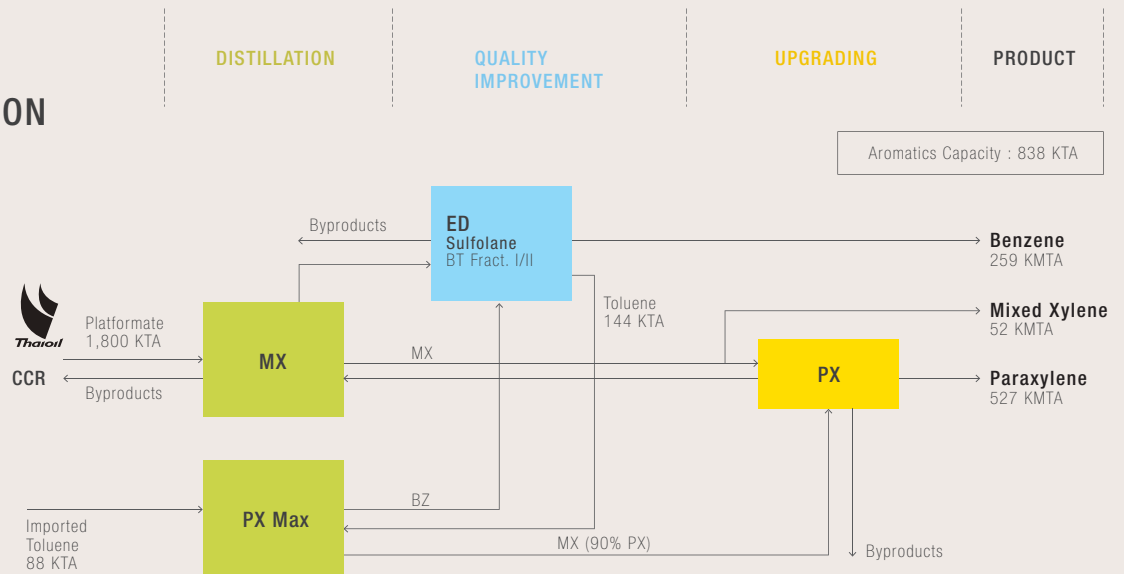 DISTILLATION
QUALITY
IMPROVEMENT
UPGRADING
PRODUCT
ON
Aromatics Capacity : 838 KTA
Byproducts
ED
Sulfolane
BT Fract. I/II
Benzene
259 KMTA
Thaioil
Platformate
1,800 KTA
CCR
Byproducts
MX
MX
Toluene
144 KTA
Mixed Xylene
52 KMTA
PX
Paraxylene
527 KMTA
Imported
Toluene
88 KTA
PX Max
BZ
MX (90% PX)
Byproducts